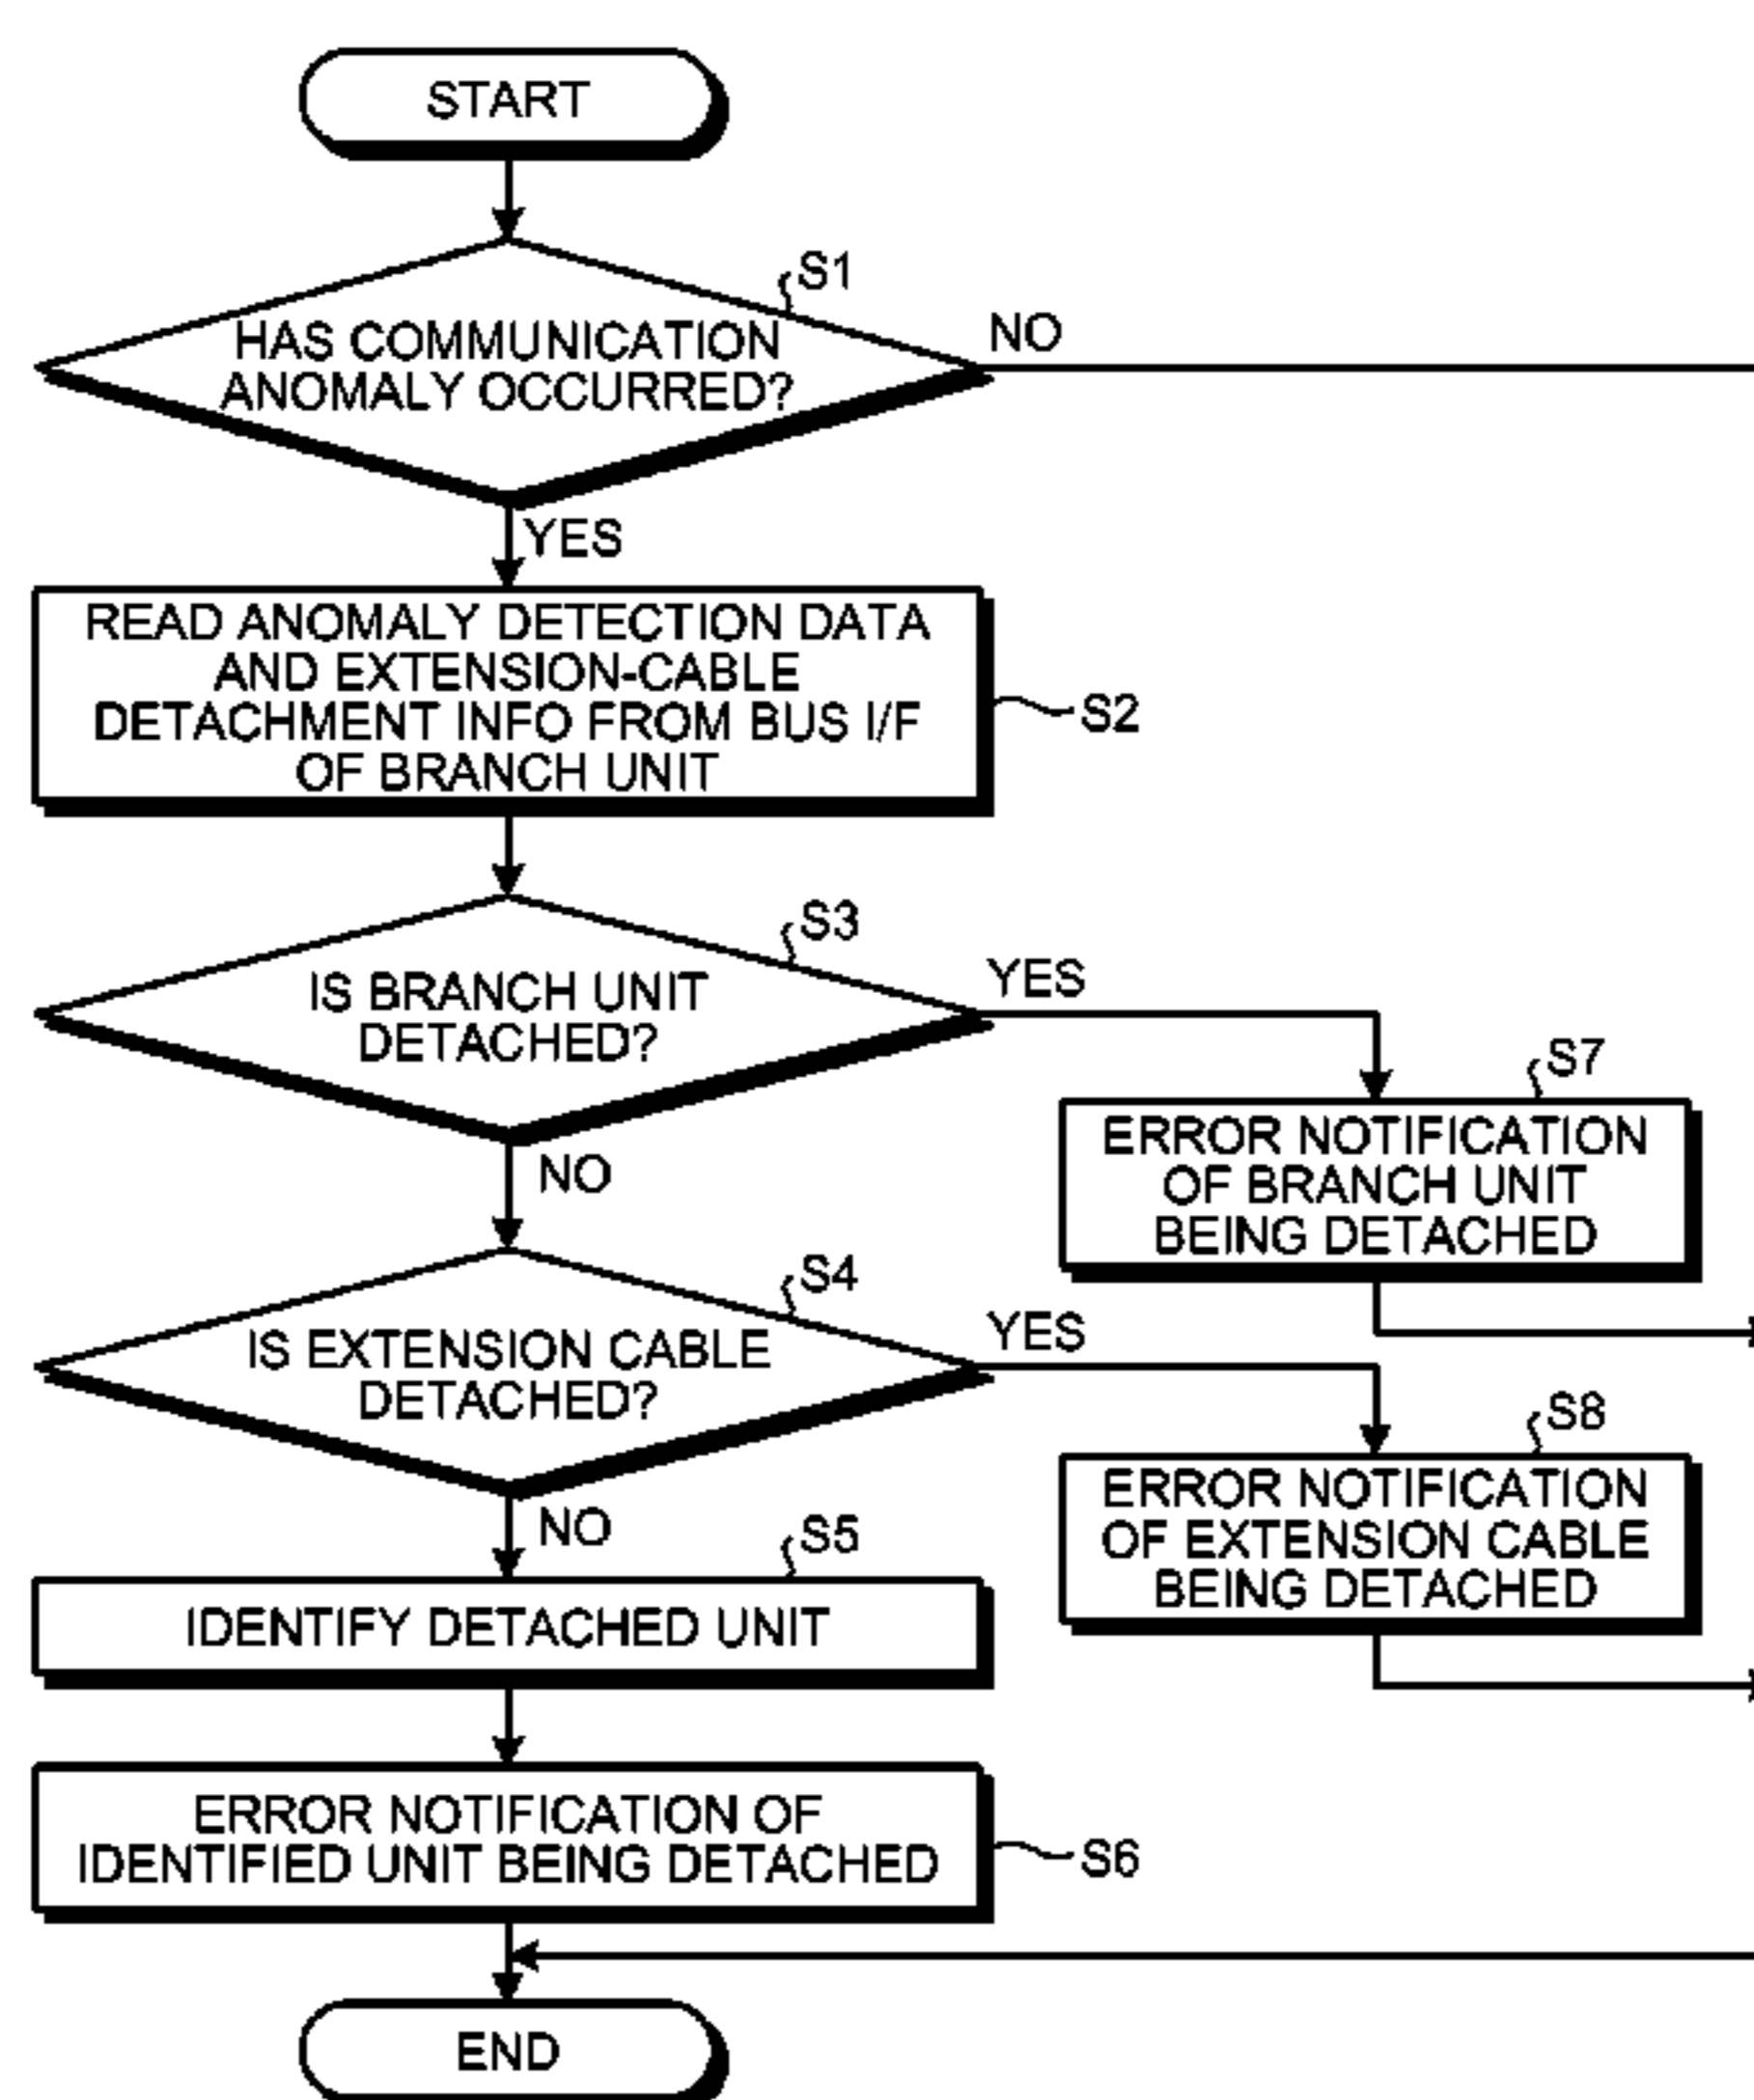 START
S1
HAS COMMUNICATION
ANOMALY OCCURRED?
NO
YES
READ ANOMALY DETECTION DATA
AND EXTENSION-CABLE
DETACHMENT INFO FROM BUS I/F
OF BRANCH UNIT
S2
S3
IS BRANCH UNIT
DETACHED?
YES
NO
S7
ERROR NOTIFICATION
OF BRANCH UNIT
BEING DETACHED
S4
IS EXTENSION CABLE
DETACHED?
YES
NO
S8
ERROR NOTIFICATION
OF EXTENSION CABLE
BEING DETACHED
S5
IDENTIFY DETACHED UNIT
ERROR NOTIFICATION OF
IDENTIFIED UNIT BEING DETACHED
S6
END